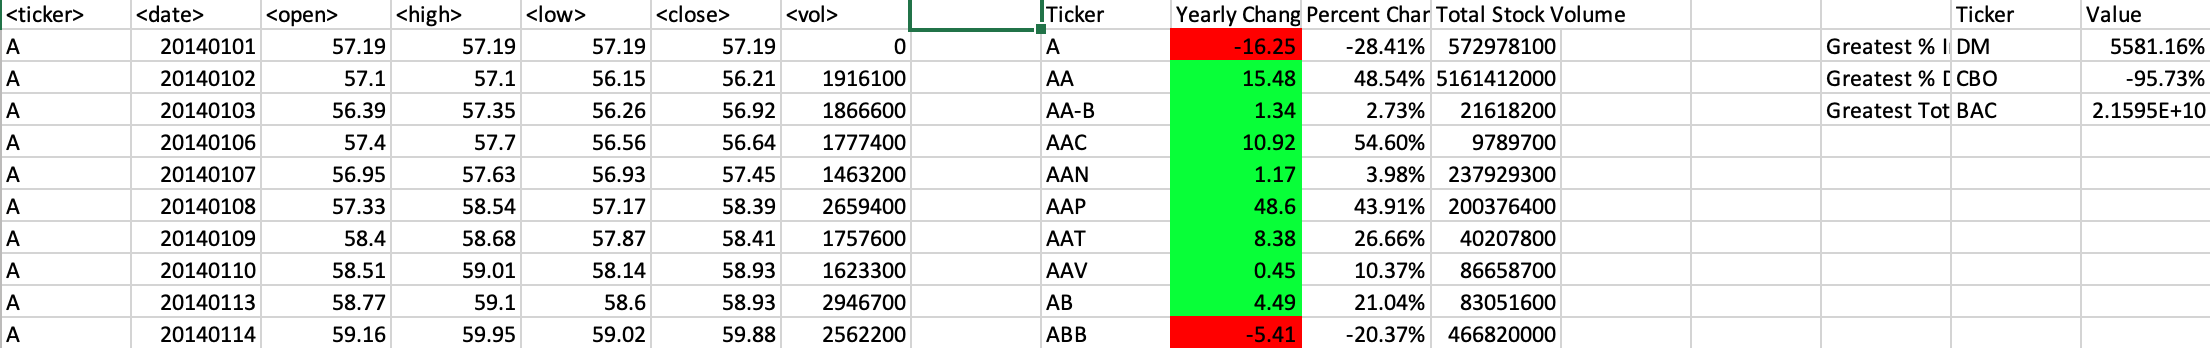 <ticker> <date> <open> <high> <low> <close> <vol> Ticker Yearly Chang Percent Char Total Stock Volume Ticker Value
A 20140101 57.19 57.19 57.19 57.19 0 A -16.25 -28.41% 572978100 Greatest % I DM 5581.16%
A 20140102 57.1 57.1 56.15 56.21 1916100 AA 15.48 48.54% 5161412000 Greatest % D CBO -95.73%
A 20140103 56.39 57.35 56.26 56.92 1866600 AA-B 1.34 2.73% 21618200 Greatest Tot BAC 2.1595E+10
A 20140106 57.4 57.7 56.56 56.64 1777400 AAC 10.92 54.60% 9789700
A 20140107 56.95 57.63 56.93 57.45 1463200 AAN 1.17 3.98% 237929300
A 20140108 57.33 58.54 57.17 58.39 2659400 AAP 48.6 43.91% 200376400
A 20140109 58.4 58.68 57.87 58.41 1757600 AAT 8.38 26.66% 40207800
A 20140110 58.51 59.01 58.14 58.93 1623300 AAV 0.45 10.37% 86658700
A 20140113 58.77 59.1 58.6 58.93 2946700 AB 4.49 21.04% 83051600
A 20140114 59.16 59.95 59.02 59.88 2562200 ABB -5.41 -20.37% 466820000